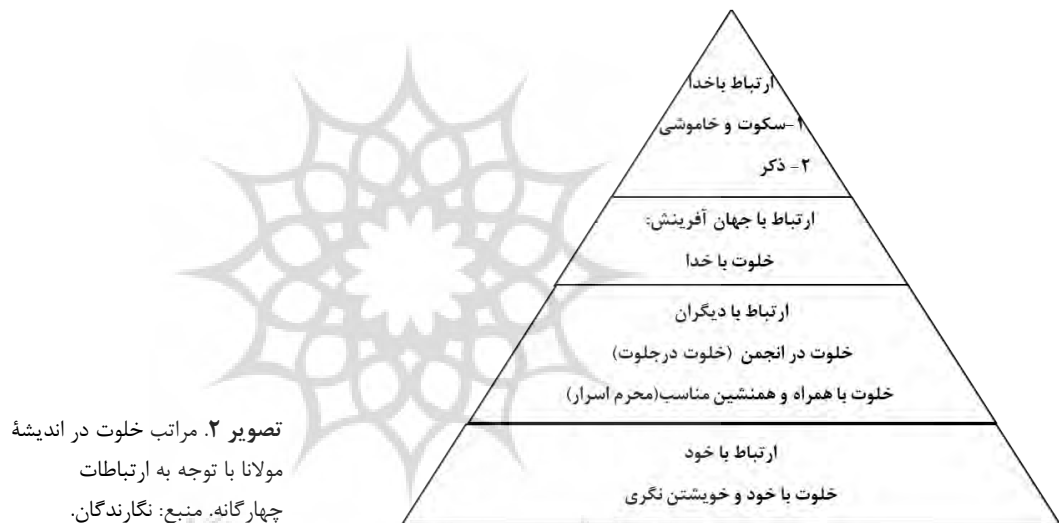 ارتباط باخدا
۱-سکوت و خاموشی
۲- ذکر
ارتباط با جهان آفرینش:
خلوت با خدا
ارتباط با دیگران
خلوت در انجمن (خلوت درجلوت)
خلوت با همراه و همنشین مناسب(محرم اسرار)
ارتباط با خود
خلوت با خود و خویشتن نگری
تصویر ۲. مراتب خلوت در اندیشۀ
مولانا با توجه به ارتباطات
چهارگانه. منبع: نگارندگان.